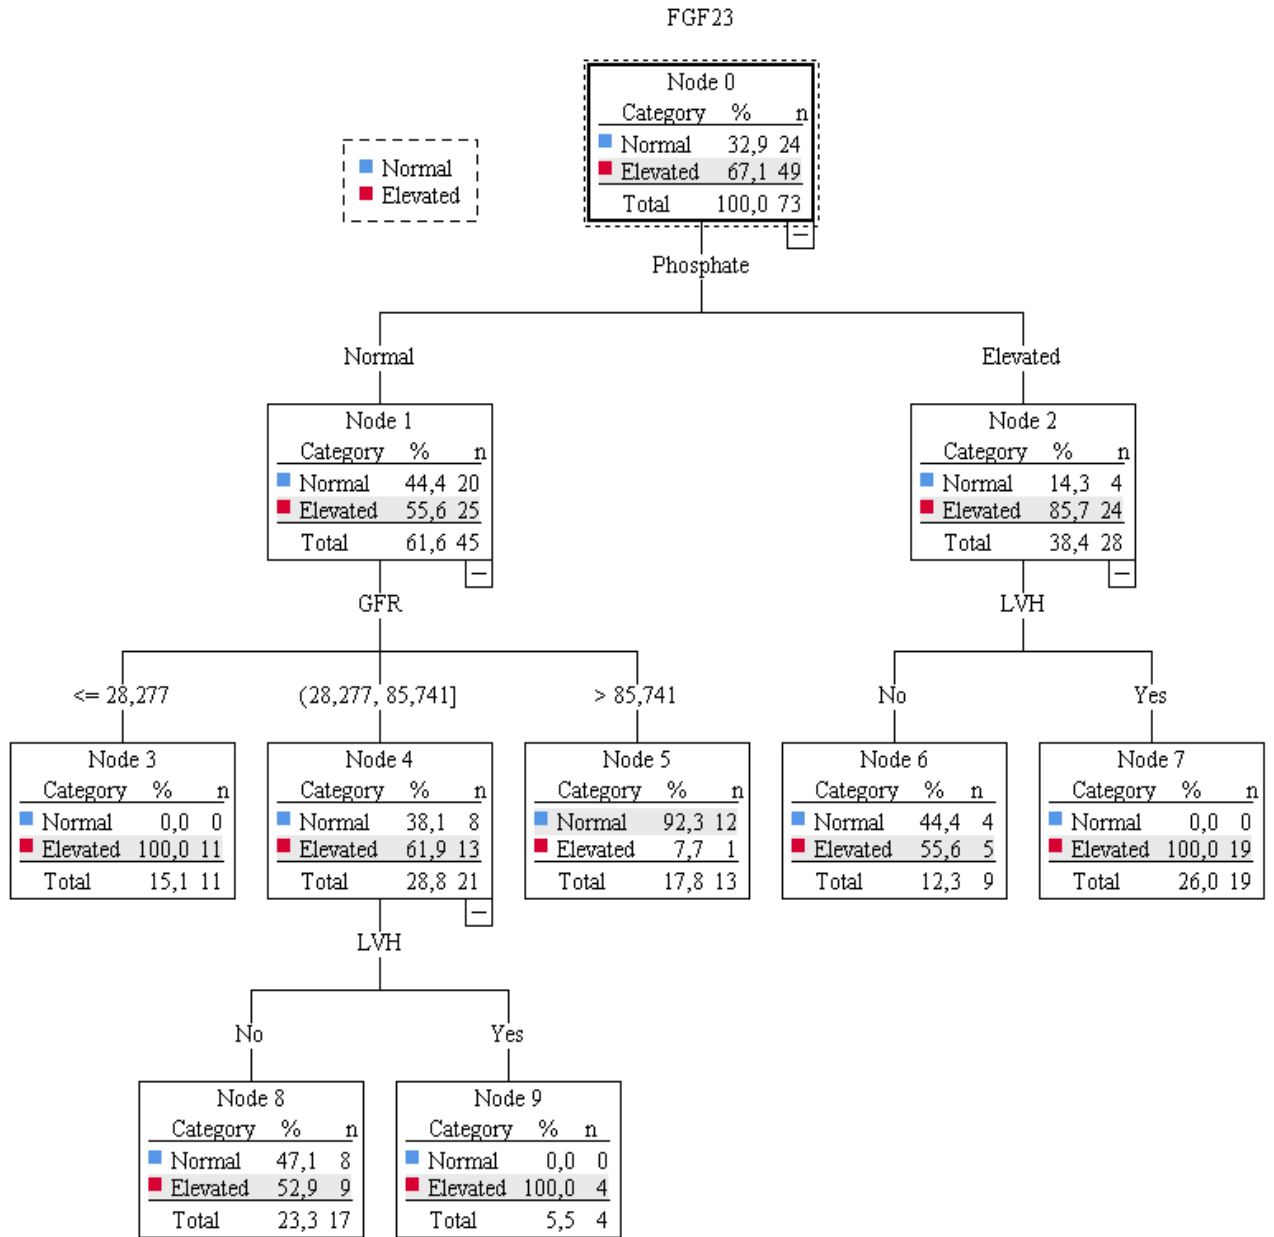 FGF23
Node 0
Category % n
Normal 32,9 24
Elevated 67,1 49
Total 100,0 73
Normal
Elevated
Phosphate
Normal
Elevated
Node 1
Category % n
Normal 44,4 20
Elevated 55,6 25
Total 61,6 45
Node 2
Category % n
Normal 14,3 4
Elevated 85,7 24
Total 38,4 28
GFR
LVH
<= 28,277
(28,277, 85,741]
> 85,741
No
Yes
Node 3
Category % n
Normal 0,0 0
Elevated 100,0 11
Total 15,1 11
Node 4
Category % n
Normal 38,1 8
Elevated 61,9 13
Total 28,8 21
Node 5
Category % n
Normal 92,3 12
Elevated 7,7 1
Total 17,8 13
Node 6
Category % n
Normal 44,4 4
Elevated 55,6 5
Total 12,3 9
Node 7
Category % n
Normal 0,0 0
Elevated 100,0 19
Total 26,0 19
LVH
No
Yes
Node 8
Category % n
Normal 47,1 8
Elevated 52,9 9
Total 23,3 17
Node 9
Category % n
Normal 0,0 0
Elevated 100,0 4
Total 5,5 4